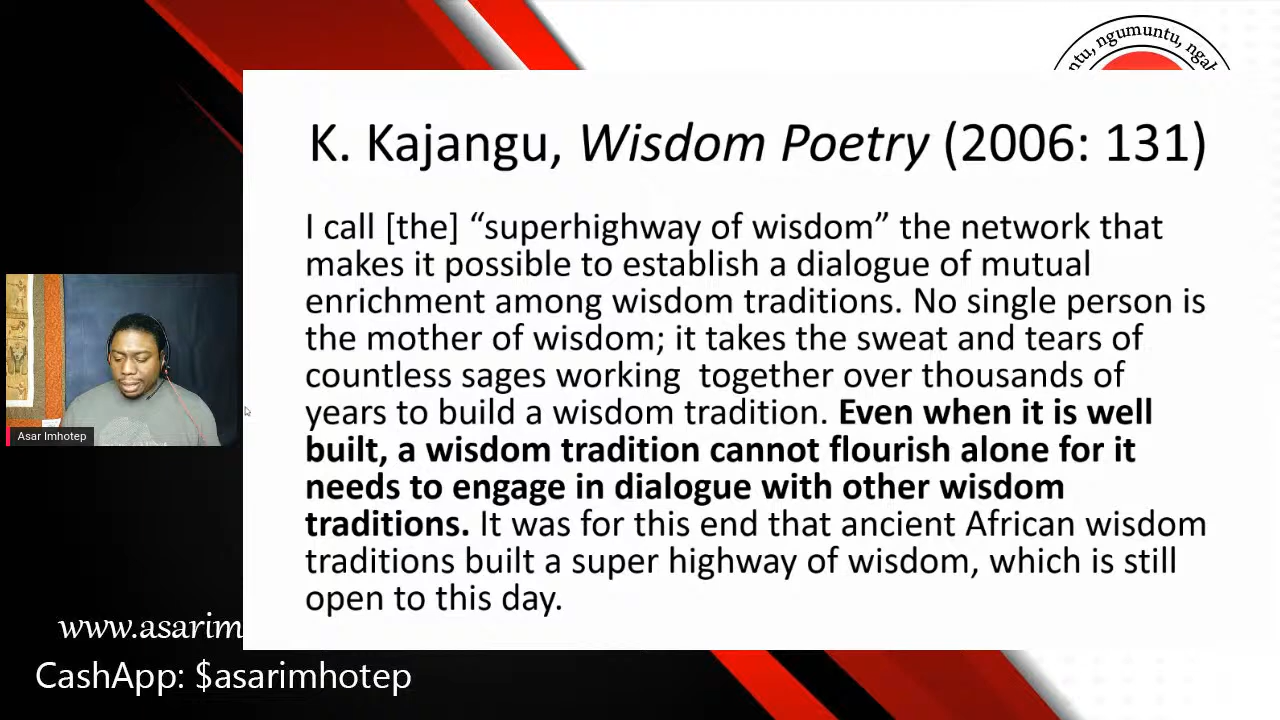 ntu, ngumuntu, ngab
K. Kajangu, Wisdom Poetry (2006: 131)
I call [the] “superhighway of wisdom” the network that
makes it possible to establish a dialogue of mutual
enrichment among wisdom traditions. No single person is
the mother of wisdom; it takes the sweat and tears of
countless sages working  together over thousands of
years to build a wisdom tradition. Even when it is well
built, a wisdom tradition cannot flourish alone for it
needs to engage in dialogue with other wisdom
traditions. It was for this end that ancient African wisdom
traditions built a super highway of wisdom, which is still
open to this day.
Asar Imhotep
www.asarim
CashApp: $asarimhotep